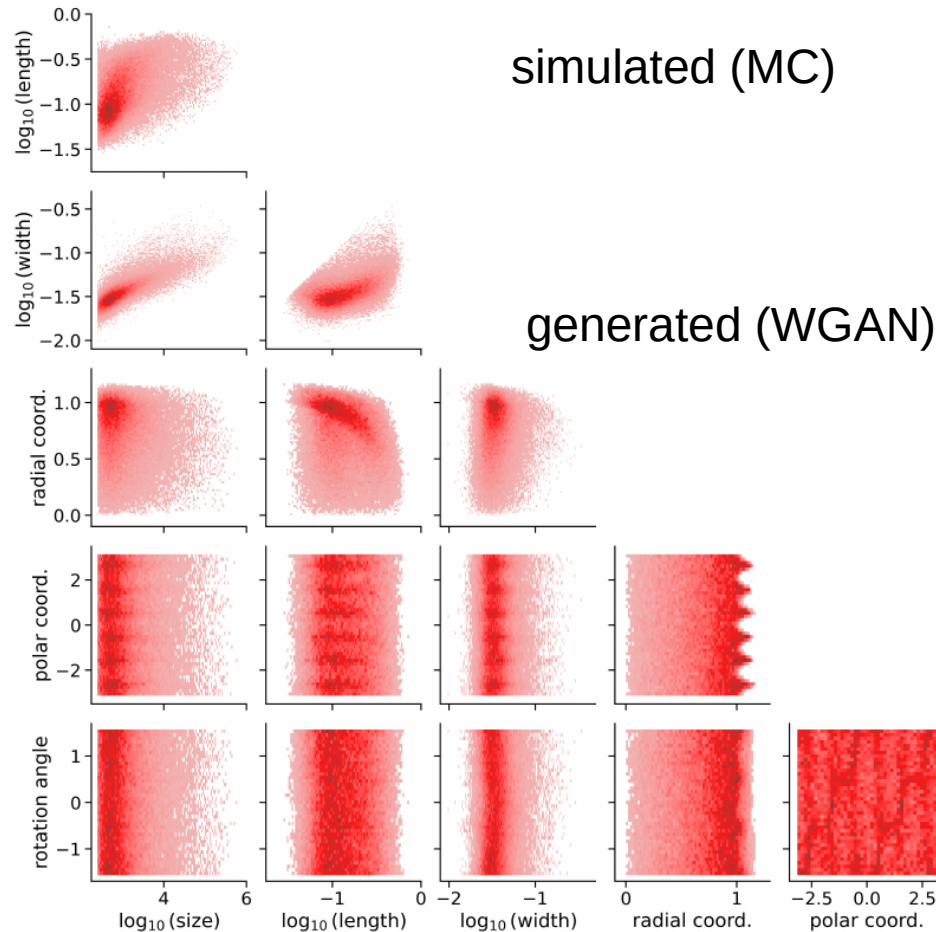 simulated (MC)
generated (WGAN)
0.0
−0.5
−1.0
−1.5
log₁₀(length)
−0.5
−1.0
−1.5
−2.0
log₁₀(width)
1.0
0.5
0.0
radial coord.
2
0
−2
polar coord.
1
0
−1
rotation angle
4 6
−1 0
−2 −1
0 1
−2.5 0.0 2.5
log₁₀(size)
log₁₀(length)
log₁₀(width)
radial coord.
polar coord.